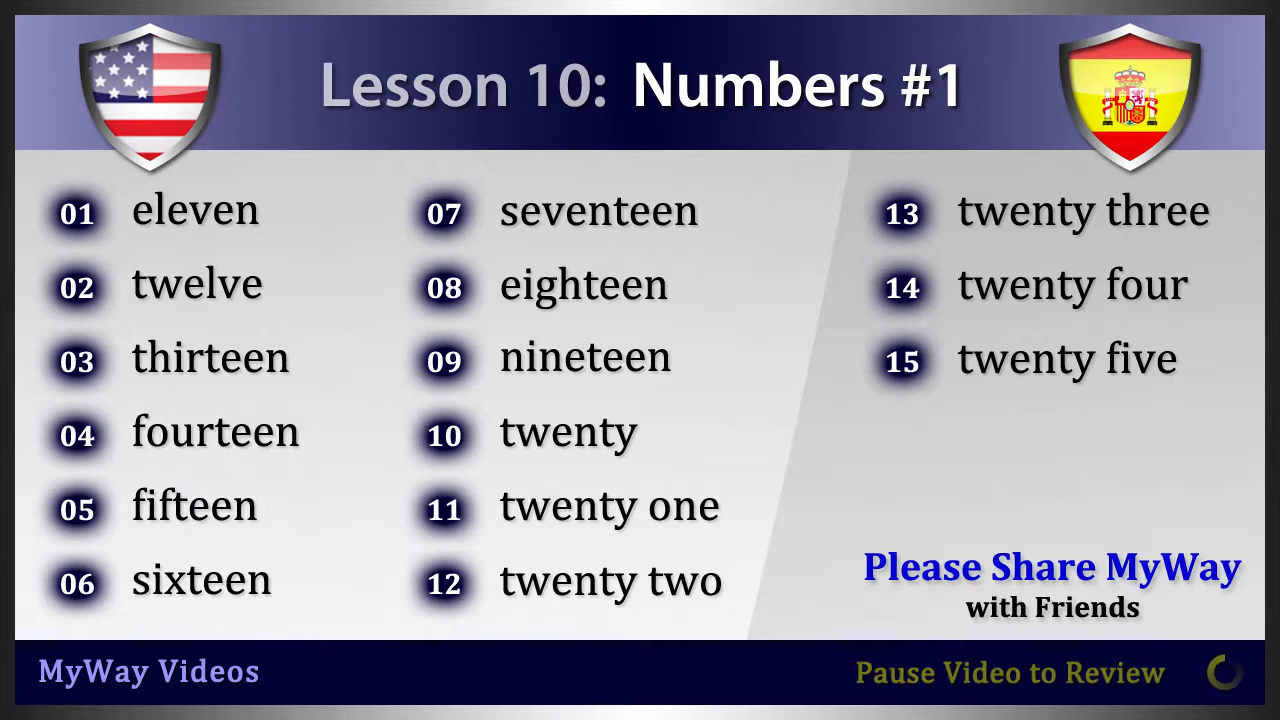 Lesson 10: Numbers #1
01 eleven
02 twelve
03 thirteen
04 fourteen
05 fifteen
06 sixteen
07 seventeen
08 eighteen
09 nineteen
10 twenty
11 twenty one
12 twenty two
13 twenty three
14 twenty four
15 twenty five
Please Share MyWay
with Friends
MyWay Videos
Pause Video to Review